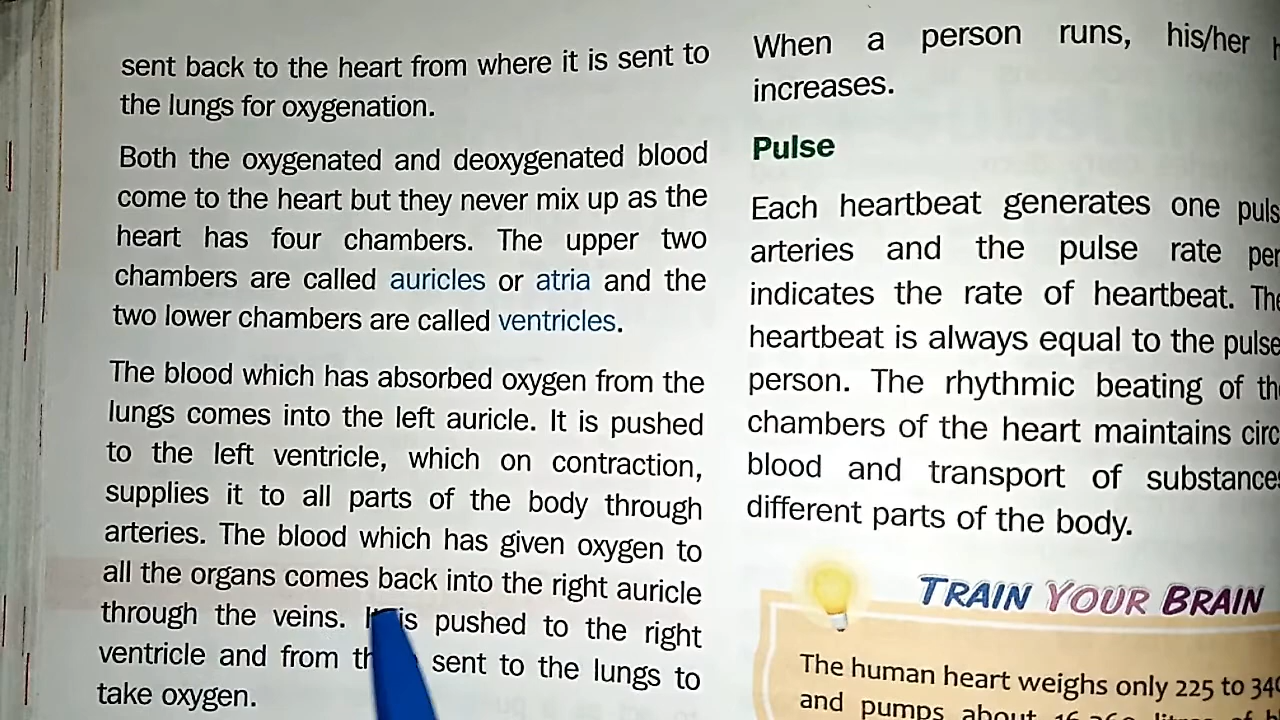 sent back to the heart from where it is sent to
the lungs for oxygenation.
Both the oxygenated and deoxygenated blood
come to the heart but they never mix up as the
heart has four chambers. The upper two
chambers are called auricles or atria and the
two lower chambers are called ventricles.
The blood which has absorbed oxygen from the
lungs comes into the left auricle. It is pushed
to the left ventricle, which on contraction,
supplies it to all parts of the body through
arteries. The blood which has given oxygen to
all the organs comes back into the right auricle
through the veins. It is pushed to the right
ventricle and from sent to the lungs to
take oxygen.
When a person runs, his/her
increases.
Pulse
Each heartbeat generates one
arteries and the pulse rate per
indicates the rate of heartbeat.
heartbeat is always equal to the pulse
person. The rhythmic beating of
chambers of the heart maintains
blood and transport of
different parts of the body.
TRAIN YOUR BRAIN
The human heart weighs only 225 to
and pumps about